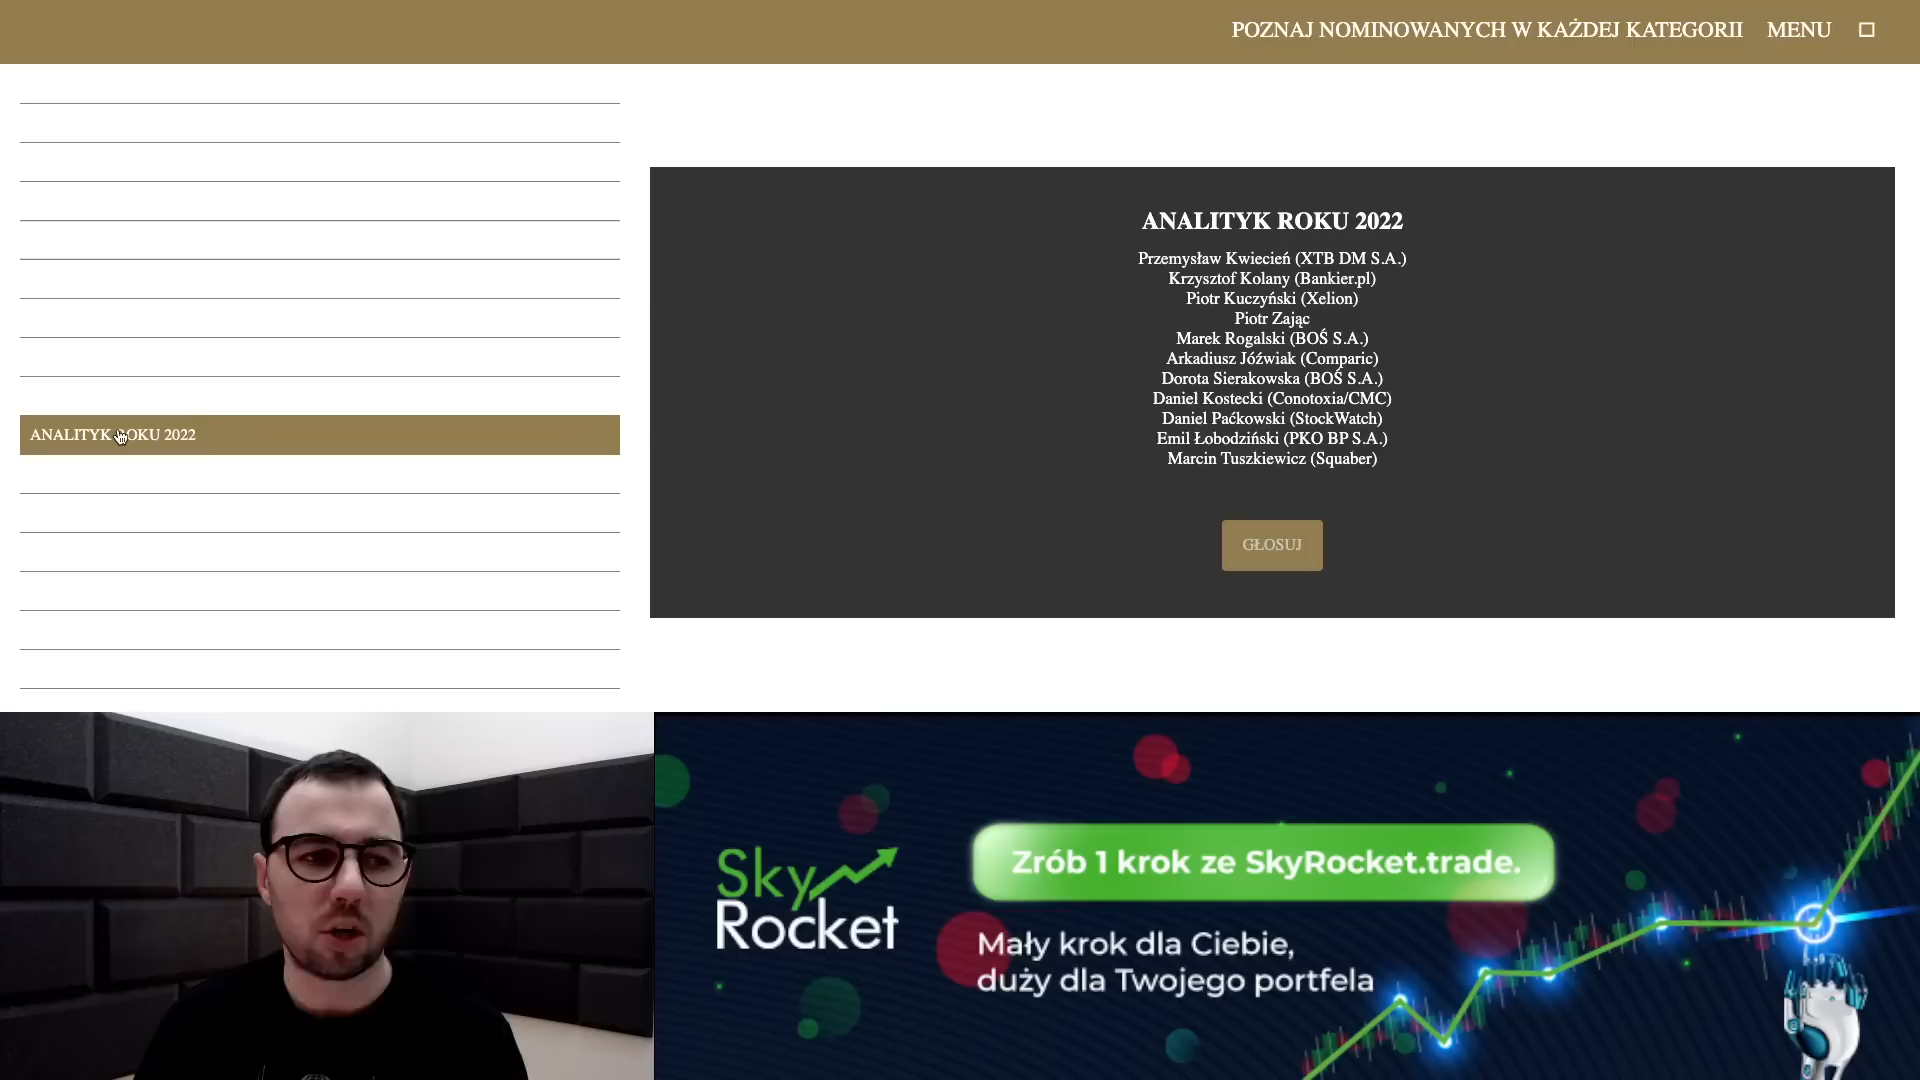 POZNAJ NOMINOWANYCH W KAŻDEJ KATEGORII MENU
ANALITYK ROKU 2022
ANALITYK ROKU 2022
Przemysław Kwiecień (XTB DM S.A.)
Krzysztof Kolany (Bankier.pl)
Piotr Kuczyński (Xelion)
Piotr Zając
Marek Rogalski (BOŚ S.A.)
Arkadiusz Jóźwiak (Comparic)
Dorota Sierakowska (BOŚ S.A.)
Daniel Kostecki (Conotoxia/CMC)
Daniel Paćkowski (StockWatch)
Emil Łobodziński (PKO BP S.A.)
Marcin Tuszkiewicz (Squaber)
GŁOSUJ
Sky
Rocket
Zrób 1 krok ze SkyRocket.trade.
Mały krok dla Ciebie,
duży dla Twojego portfela